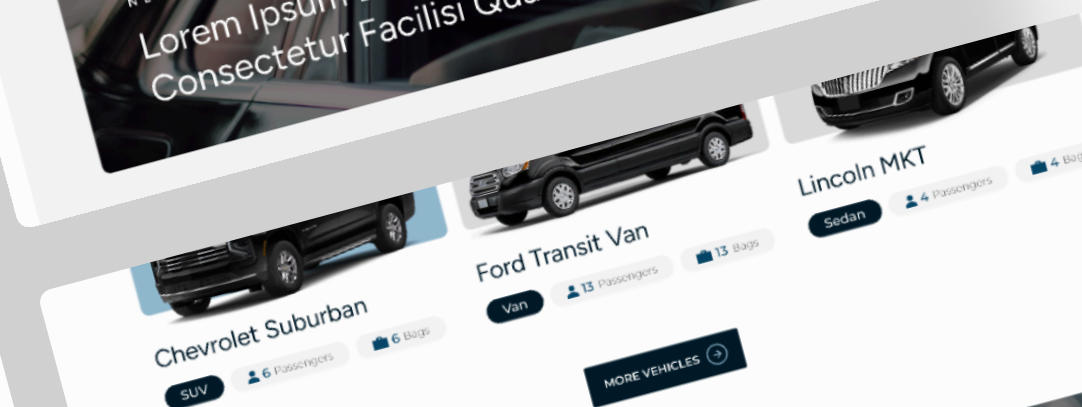 Lorem Ipsum
Consectetur Facilisi
Chevrolet Suburban
SUV
6 Passengers
6 Bags
Ford Transit Van
Van
13 Passengers
13 Bags
Lincoln MKT
Sedan
4 Passengers
4
MORE VEHICLES